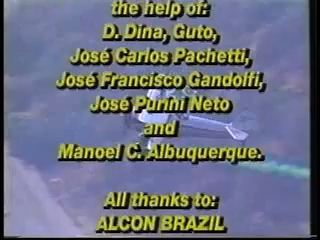 the help of:
D. Dina, Guto,
José Carlos Pachetti,
José Francisco Gandolfi,
José Purini Neto
and
Manoel C. Albuquerque.
All thanks to:
ALCON BRAZIL